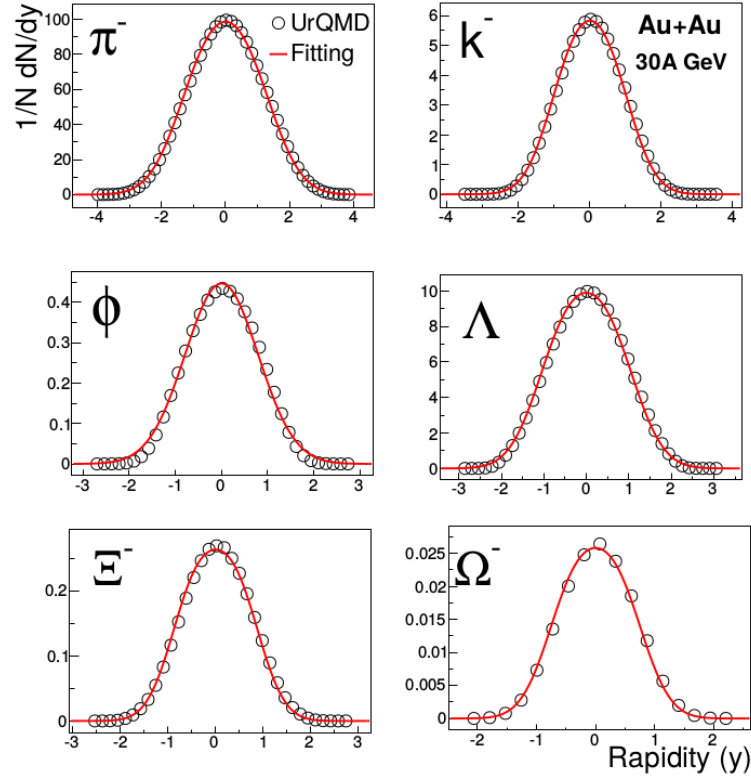 1/N dN/dy
π⁻
○ UrQMD
— Fitting
100
80
60
40
20
0
-4 -2 0 2 4
k⁻
Au+Au
30A GeV
6
5
4
3
2
1
0
-4 -2 0 2 4
ϕ
0.4
0.3
0.2
0.1
0
-3 -2 -1 0 1 2 3
Λ
10
8
6
4
2
0
-3 -2 -1 0 1 2 3
Ξ⁻
0.2
0.1
0
-3 -2 -1 0 1 2 3
Ω⁻
0.025
0.02
0.015
0.01
0.005
0
-2 -1 0 1 2
Rapidity (y)